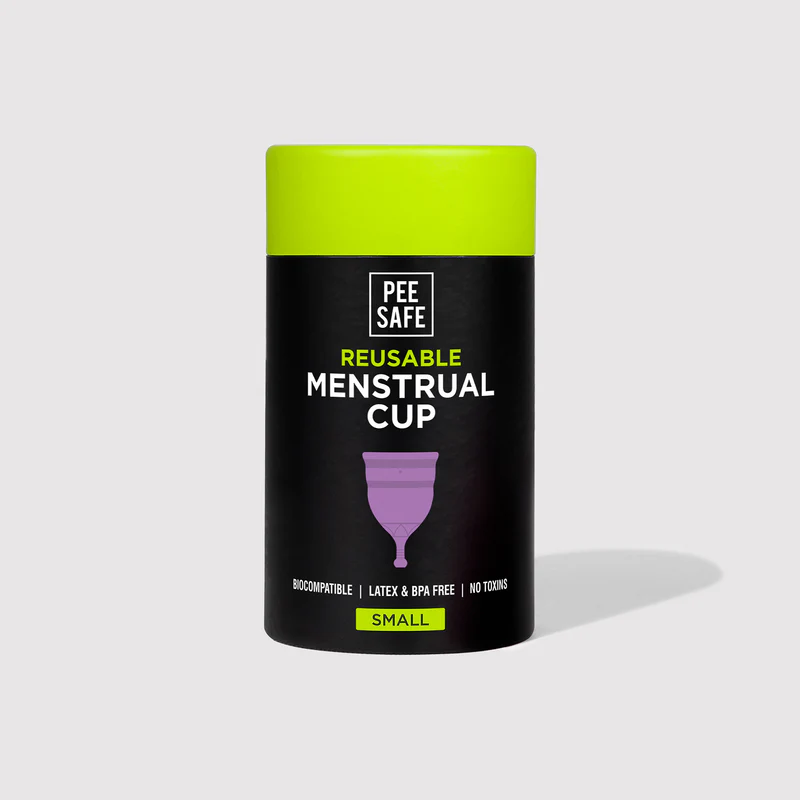 PEE
SAFE
REUSABLE
MENSTRUAL
CUP
BIOCOMPATIBLE | LATEX & BPA FREE | NO TOXINS
SMALL